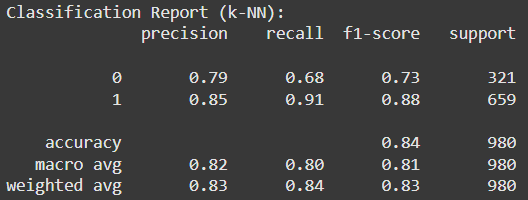 Classification Report (k-NN):
precision recall f1-score support
0 0.79 0.68 0.73 321
1 0.85 0.91 0.88 659
accuracy 0.84 980
macro avg 0.82 0.80 0.81 980
weighted avg 0.83 0.84 0.83 980